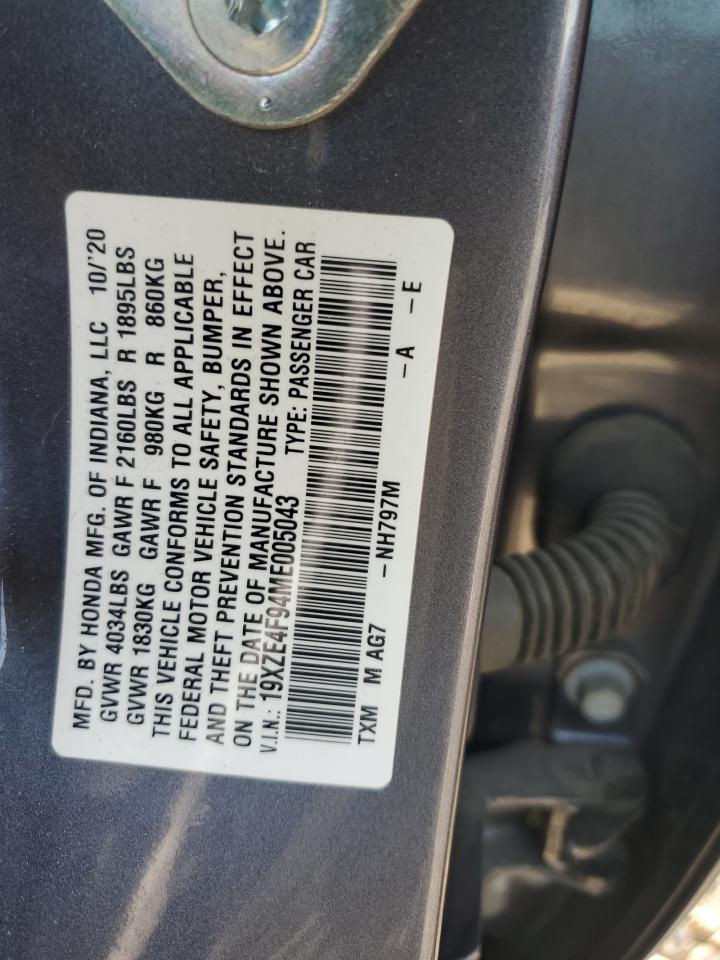 MFD. BY HONDA MFG. OF INDIANA, LLC 10/'20
GVWR 4034LBS GAWR F 2160LBS R 1895LBS
GVWR 1830KG GAWR F 980KG R 860KG
THIS VEHICLE CONFORMS TO ALL APPLICABLE
FEDERAL MOTOR VEHICLE SAFETY, BUMPER,
AND THEFT PREVENTION STANDARDS IN EFFECT
ON THE DATE OF MANUFACTURE SHOWN ABOVE.
V.I.N.: 19XZE4F94ME005043 TYPE: PASSENGER CAR
TXM M AG7 -NH797M -A -E